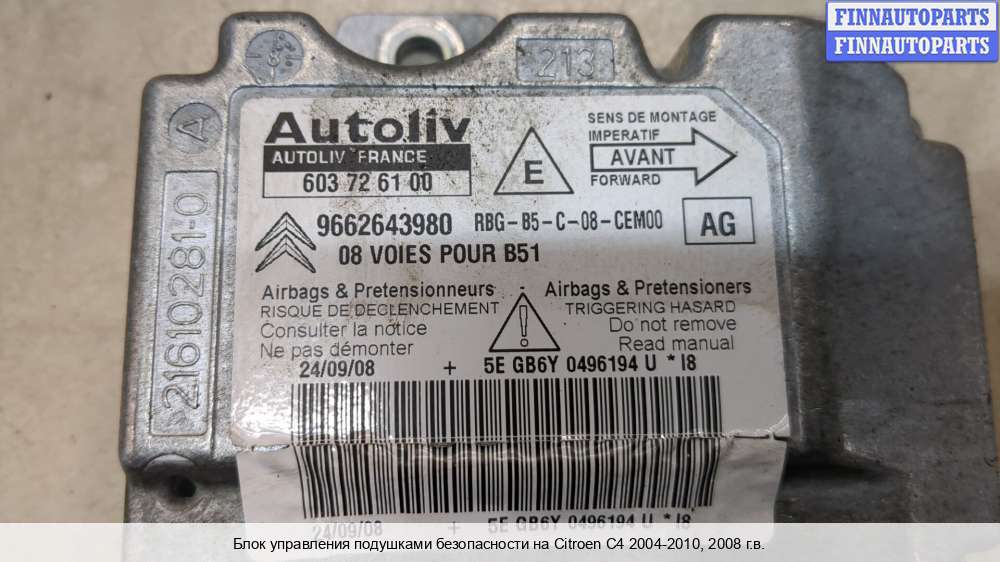 FINNAUTOPARTS
FINNAUTOPARTS
213
A
21610281-0
Autoliv
AUTOLIV FRANCE
603 72 61 00
E
SENS DE MONTAGE
IMPERATIF
AVANT
FORWARD
9662643980
RBG-B5-C-08-CEM00
AG
08 VOIES POUR B51
Airbags & Pretensionneurs - Airbags & Pretensioners
RISQUE DE DECLENCHEMENT
TRIGGERING HASARD
Consulter la notice
Do not remove
Ne pas démonter
Read manual
24/09/08 + 5E GB6Y 0496194 U * I8
24/09/08 + 5E GB6Y 0496194 U * I8
Блок управления подушками безопасности на Citroen C4 2004-2010, 2008 г.в.